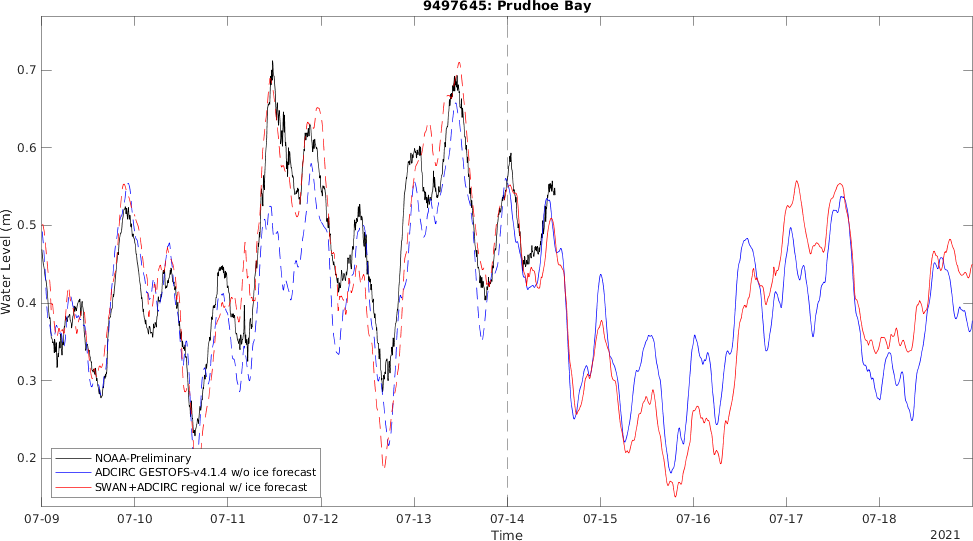 9497645: Prudhoe Bay
Water Level (m)
0.7
0.6
0.5
0.4
0.3
0.2
NOAA-Preliminary
ADCIRC GESTOFS-v4.1.4 w/o ice forecast
SWAN+ADCIRC regional w/ ice forecast
07-09 07-10 07-11 07-12 07-13 07-14 07-15 07-16 07-17 07-18
Time
2021